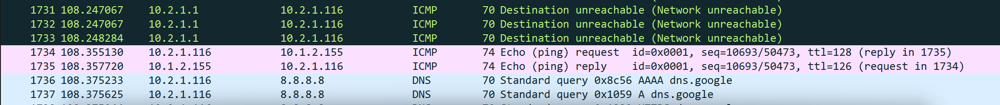 1731 108.247067 10.2.1.1 10.2.1.116 ICMP 70 Destination unreachable (Network unreachable)
1732 108.247067 10.2.1.1 10.2.1.116 ICMP 70 Destination unreachable (Network unreachable)
1733 108.248284 10.2.1.1 10.2.1.116 ICMP 70 Destination unreachable (Network unreachable)
1734 108.355130 10.2.1.116 10.1.2.155 ICMP 74 Echo (ping) request id=0x0001, seq=10693/50473, ttl=128 (reply in 1735)
1735 108.357720 10.1.2.155 10.2.1.116 ICMP 74 Echo (ping) reply id=0x0001, seq=10693/50473, ttl=126 (request in 1734)
1736 108.375233 10.2.1.116 8.8.8.8 DNS 70 Standard query 0x8c56 AAAA dns.google
1737 108.375625 10.2.1.116 8.8.8.8 DNS 70 Standard query 0x1059 A dns.google